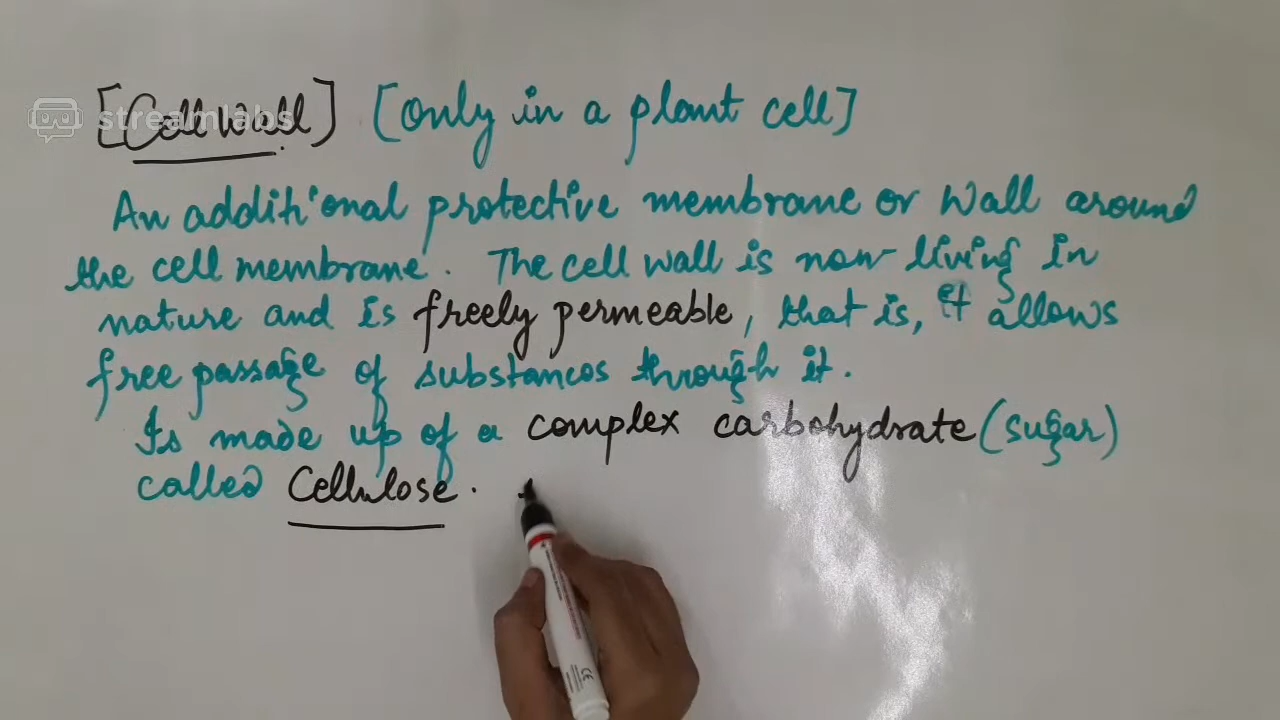 streamlabs
[Cell Wall] [Only in a plant cell]
An additional protective membrane or Wall around
the cell membrane. The cell wall is non living in
nature and is freely permeable, that is, it allows
free passage of substances through it.
Is made up of a complex carbohydrate (sugar)
called Cellulose.